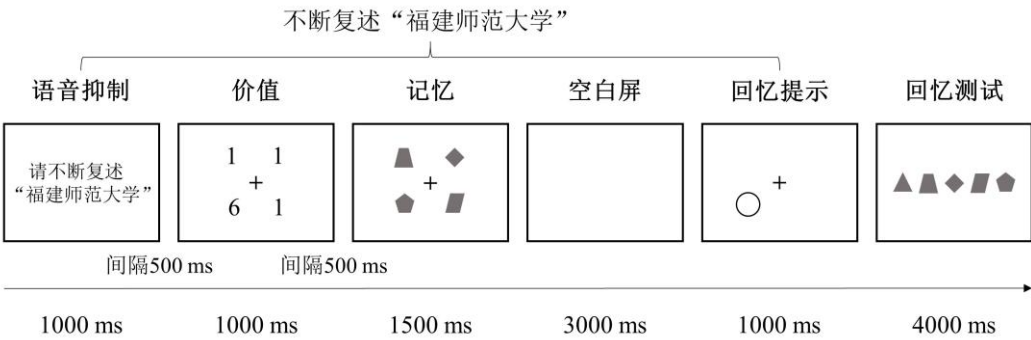 不断复述“福建师范大学”
语音抑制 价值 记忆 空白屏 回忆提示 回忆测试
请不断复述
“福建师范大学”
1 1
+
6 1
+
+
间隔500 ms 间隔500 ms
1000 ms 1000 ms 1500 ms 3000 ms 1000 ms 4000 ms